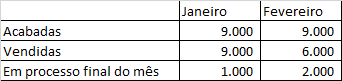 Janeiro Fevereiro
Acabadas 9.000 9.000
Vendidas 9.000 6.000
Em processo final do mês 1.000 2.000